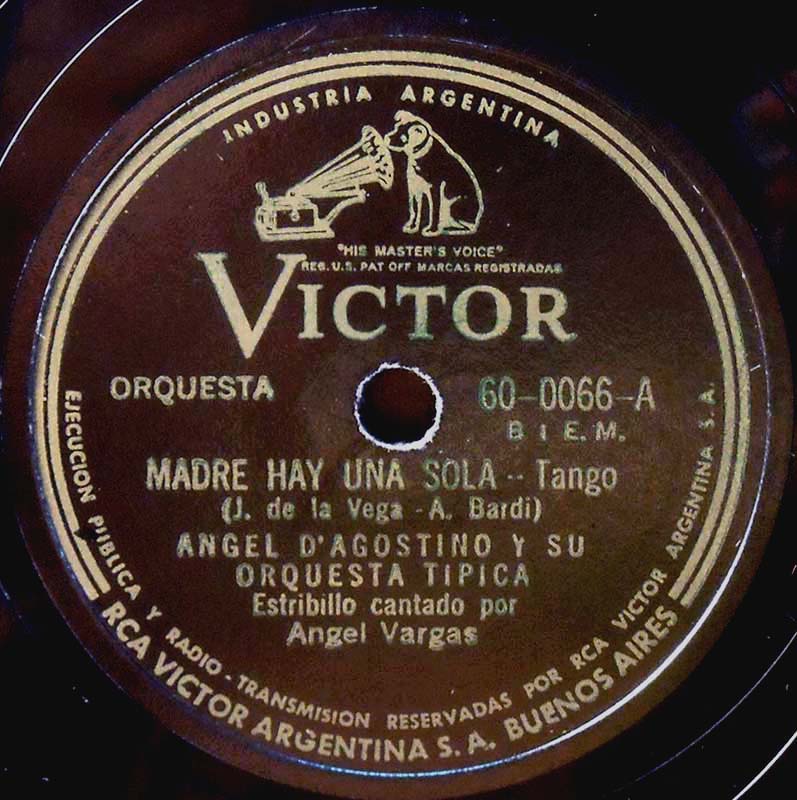 INDUSTRIA ARGENTINA
"HIS MASTER'S VOICE"
REG. U.S. PAT OFF MARCAS REGISTRADAS
VICTOR
ORQUESTA
60-0066-A
B I E. M.
MADRE HAY UNA SOLA -- Tango
(J. de la Vega - A. Bardi)
ANGEL D'AGOSTINO Y SU
ORQUESTA TIPICA
Estribillo cantado por
Angel Vargas
EJECUCION PUBLICA Y RADIO-TRANSMISION RESERVADAS POR RCA VICTOR ARGENTINA S. A.
RCA VICTOR ARGENTINA S. A. BUENOS AIRES